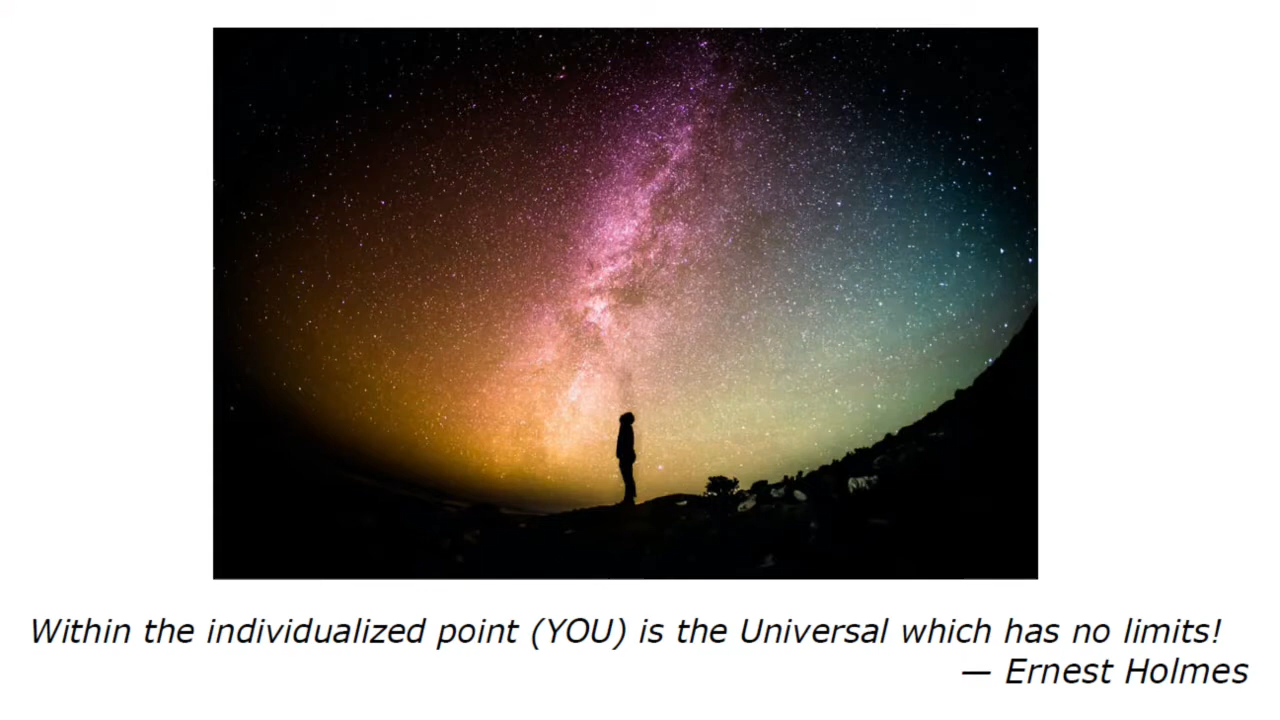 Within the individualized point (YOU) is the Universal which has no limits!
— Ernest Holmes